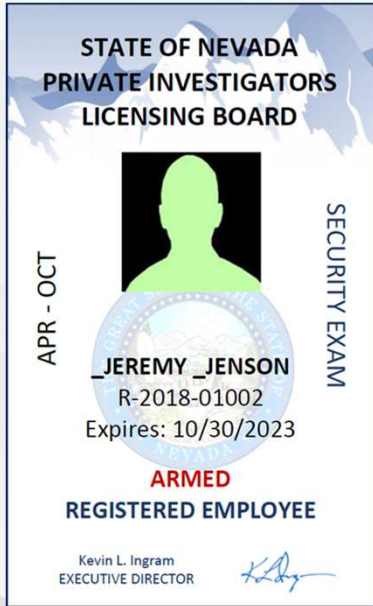 STATE OF NEVADA
PRIVATE INVESTIGATORS
LICENSING BOARD
APR - OCT
SECURITY EXAM
_JEREMY _JENSON
R-2018-01002
Expires: 10/30/2023
NEVADA
ARMED
REGISTERED EMPLOYEE
Kevin L. Ingram
EXECUTIVE DIRECTOR